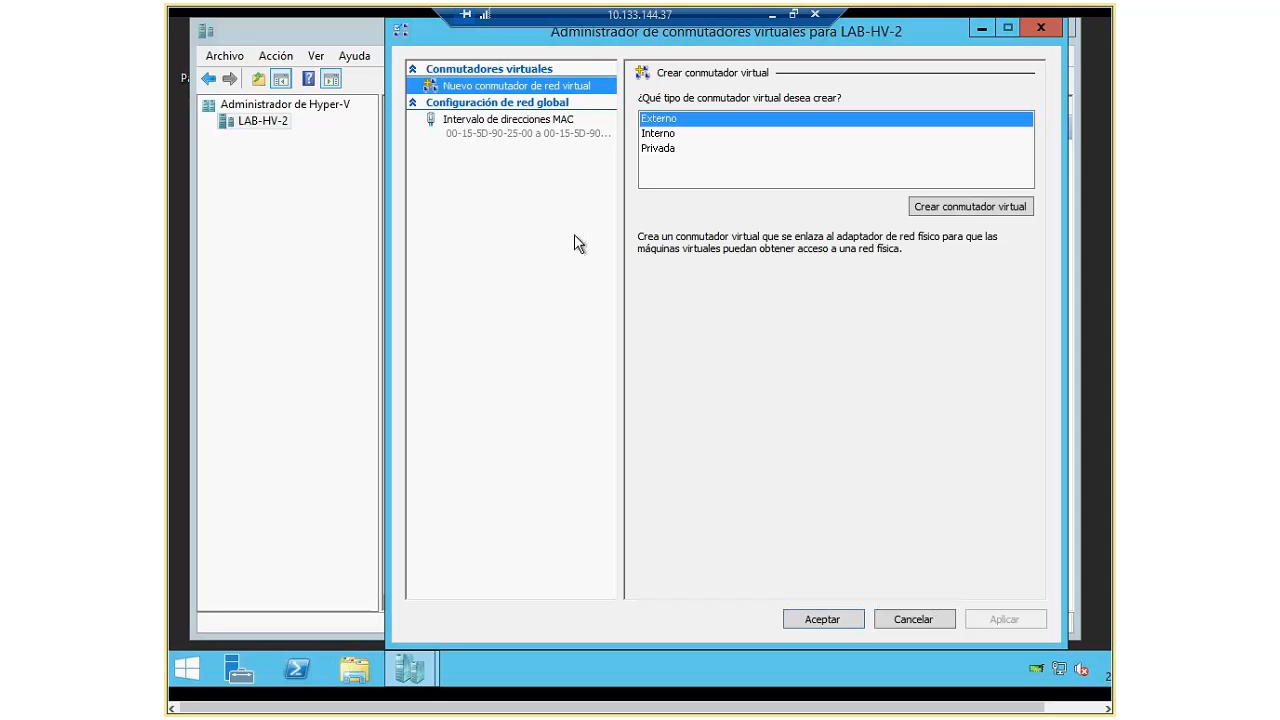 10.133.144.37
Administrador de conmutadores virtuales para LAB-HV-2
Archivo Acción Ver Ayuda
Administrador de Hyper-V
LAB-HV-2
Conmutadores virtuales
Nuevo conmutador de red virtual
Configuración de red global
Intervalo de direcciones MAC
00-15-5D-90-25-00 a 00-15-5D-90...
Crear conmutador virtual
¿Qué tipo de conmutador virtual desea crear?
Externo
Interno
Privada
Crear conmutador virtual
Crea un conmutador virtual que se enlaza al adaptador de red físico para que las
máquinas virtuales puedan obtener acceso a una red física.
Aceptar Cancelar Aplicar